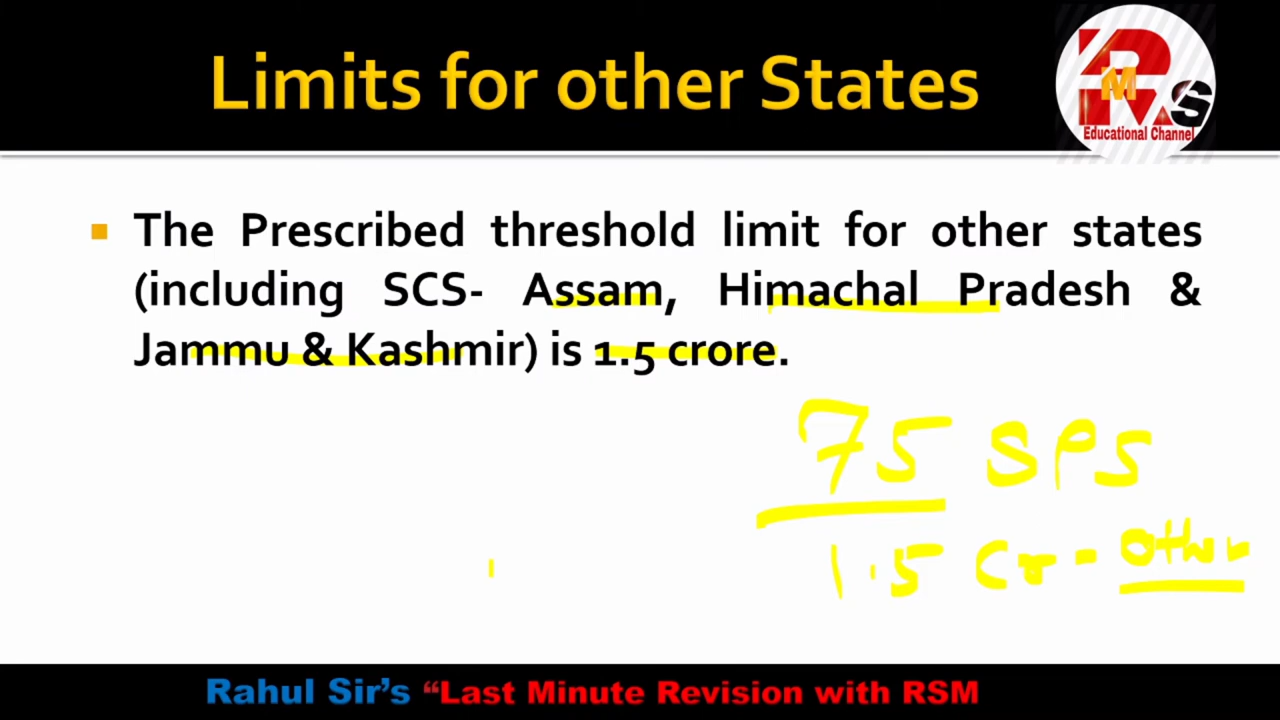 Limits for other States
RMS
Educational Channel
The Prescribed threshold limit for other states
(including SCS- Assam, Himachal Pradesh &
Jammu & Kashmir) is 1.5 crore.
75 SPS
1.5 Cr - other
Rahul Sir's “Last Minute Revision with RSM